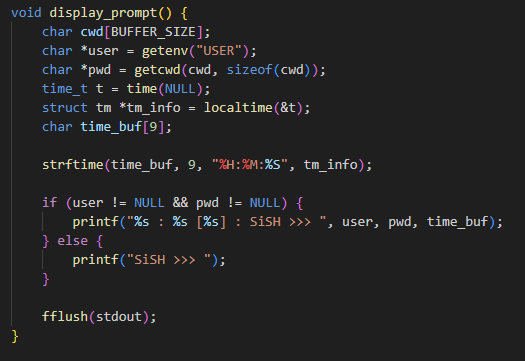 void display_prompt() {
    char cwd[BUFFER_SIZE];
    char *user = getenv("USER");
    char *pwd = getcwd(cwd, sizeof(cwd));
    time_t t = time(NULL);
    struct tm *tm_info = localtime(&t);
    char time_buf[9];

    strftime(time_buf, 9, "%H:%M:%S", tm_info);

    if (user != NULL && pwd != NULL) {
        printf("%s : %s [%s] : SiSH >>> ", user, pwd, time_buf);
    } else {
        printf("SiSH >>> ");
    }

    fflush(stdout);
}